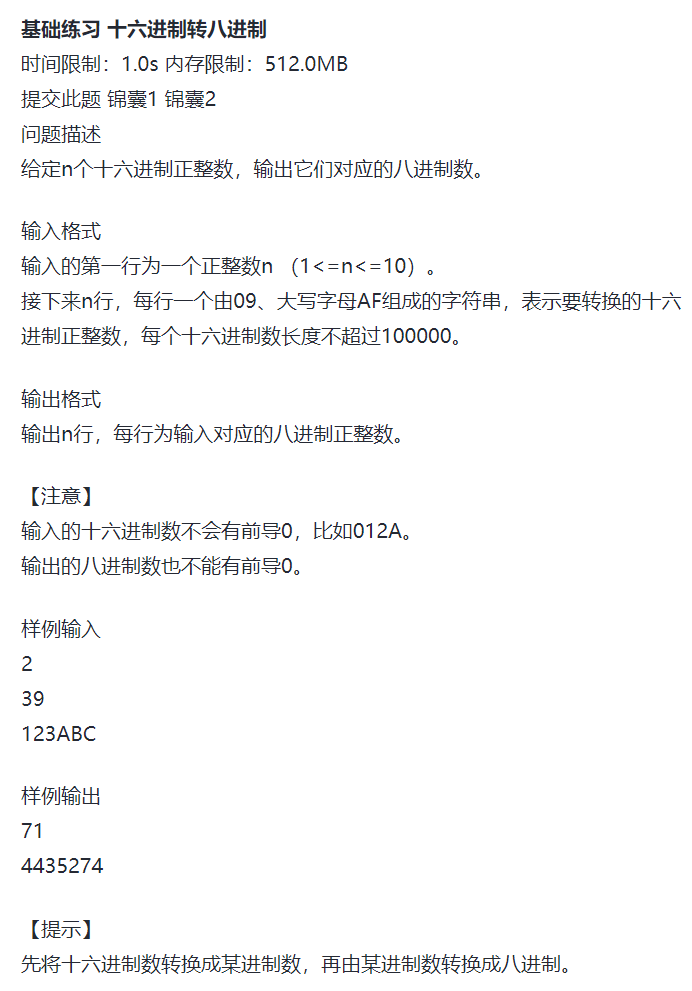 基础练习 十六进制转八进制
时间限制：1.0s 内存限制：512.0MB
提交此题 锦囊1 锦囊2
问题描述
给定n个十六进制正整数，输出它们对应的八进制数。
输入格式
输入的第一行为一个正整数n （1<=n<=10）。
接下来n行，每行一个由09、大写字母AF组成的字符串，表示要转换的十六
进制正整数，每个十六进制数长度不超过100000。
输出格式
输出n行，每行为输入对应的八进制正整数。
【注意】
输入的十六进制数不会有前导0，比如012A。
输出的八进制数也不能有前导0。
样例输入
2
39
123ABC
样例输出
71
4435274
【提示】
先将十六进制数转换成某进制数，再由某进制数转换成八进制。